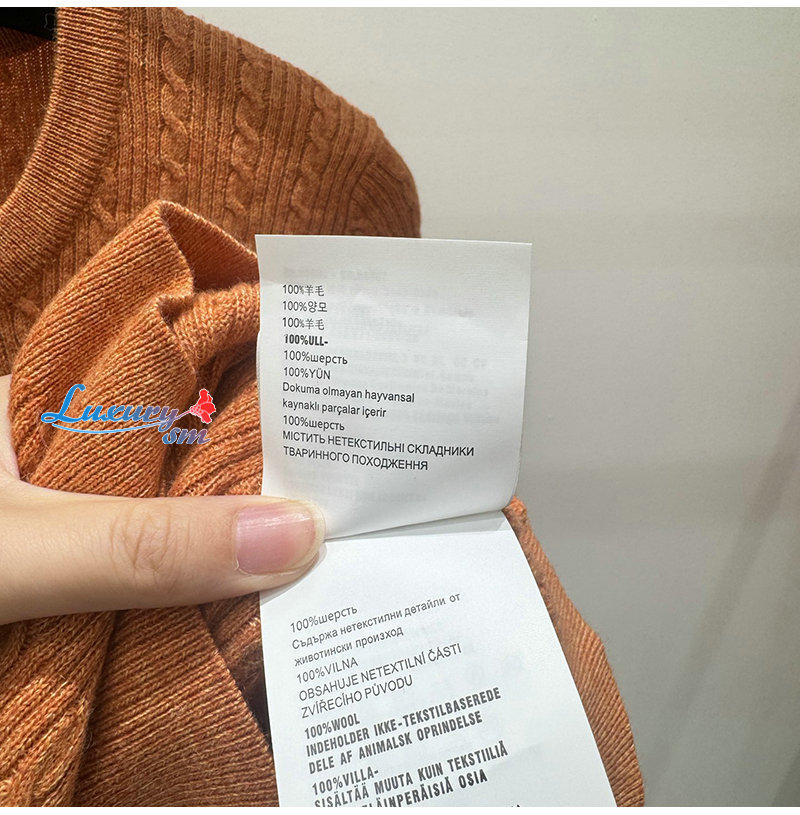 100%羊毛
100%양모
100%羊毛
100%ULL-
100%шерсть
100%YÜN
Dokuma olmayan hayvansal
kaynaklı parçalar içerir
100%шерсть
МІСТИТЬ НЕТЕКСТИЛЬНІ СКЛАДНИКИ
ТВАРИННОГО ПОХОДЖЕННЯ
Luxury
sm
100%шерсть
Съдържа нетекстилни детайли от
животински произход
100%VILNA
OBSAHUJE NETEXTILNÍ ČÁSTI
ZVÍŘECÍHO PŮVODU
100%WOOL
INDEHOLDER IKKE-TEKSTILBASEREDE
DELE AF ANIMALSK OPRINDELSE
100%VILLA-
SISÄLTÄÄ MUUTA KUIN TEKSTIILIÄ
OSIA